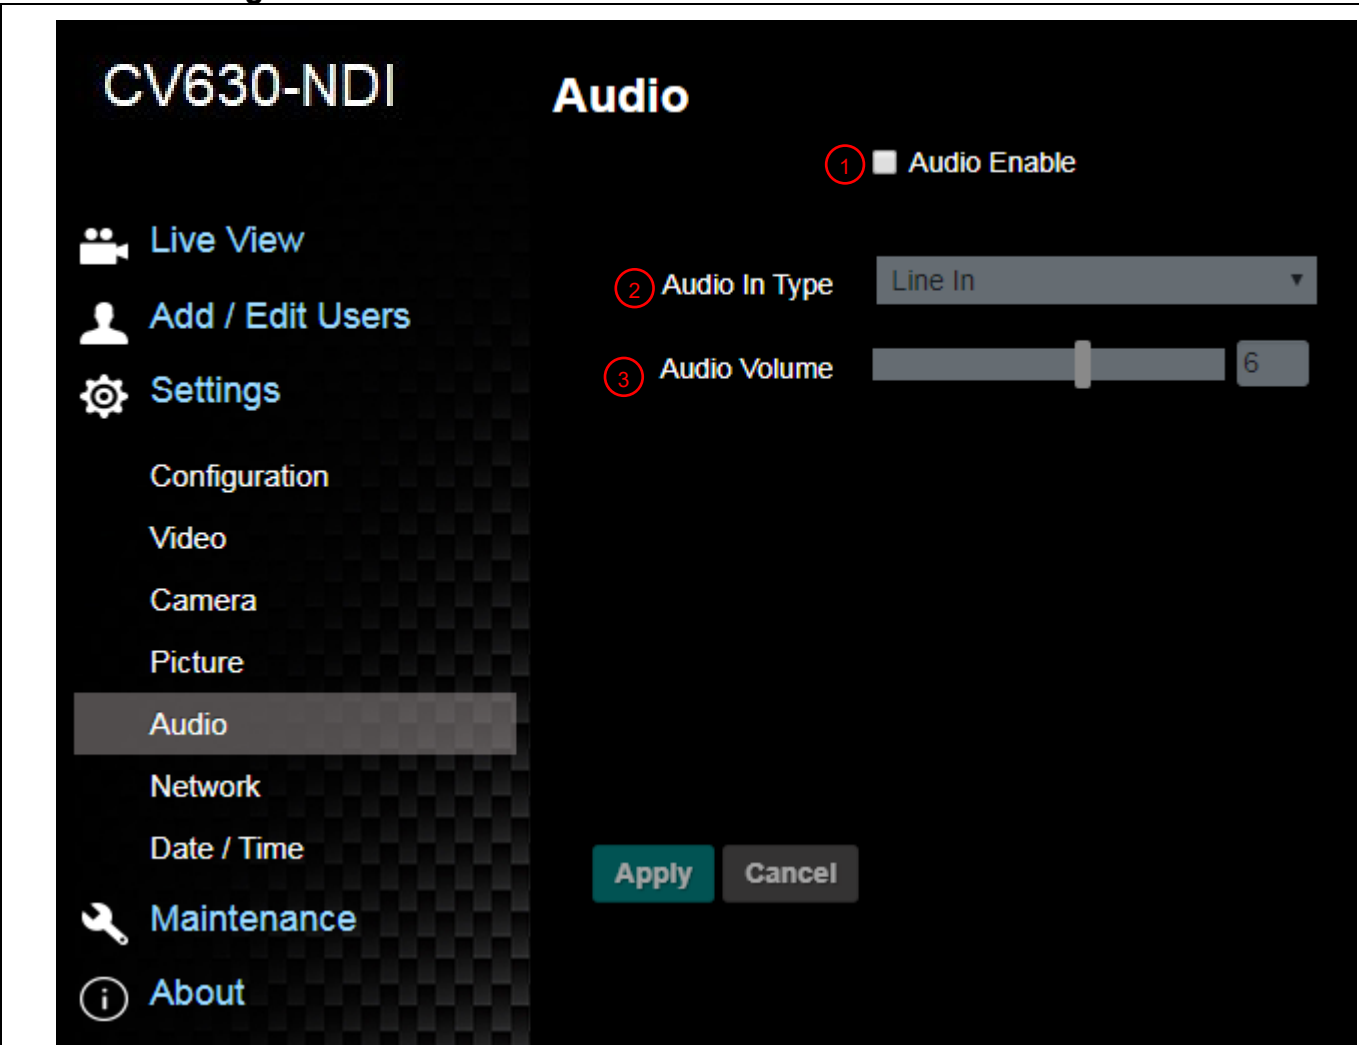 CV630-NDI
Audio
1 Audio Enable
Live View
2 Audio In Type Line In
Add / Edit Users
3 Audio Volume 6
Settings
Configuration
Video
Camera
Picture
Audio
Network
Date / Time
Apply Cancel
Maintenance
About